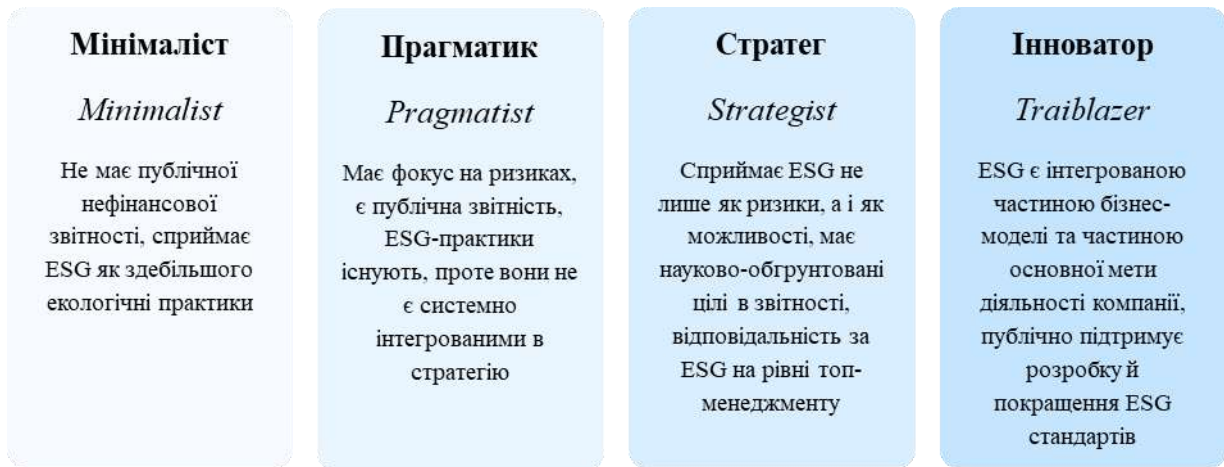 Мінімаліст
Minimalist
Не має публічної
нефінансової
звітності, сприймає
ESG як здебільшого
екологічні практики
Прагматик
Pragmatist
Має фокус на ризиках,
є публічна звітність,
ESG-практики
існують, проте вони не
є системно
інтегрованими в
стратегію
Стратег
Strategist
Сприймає ESG не
лише як ризики, а і як
можливості, має
науково-обгрунтовані
цілі в звітності,
відповідальність за
ESG на рівні топ-
менеджменту
Інноватор
Traiblazer
ESG є інтегрованою
частиною бізнес-
моделі та частиною
основної мети
діяльності компанії,
публічно підтримує
розробку й
покращення ESG
стандартів